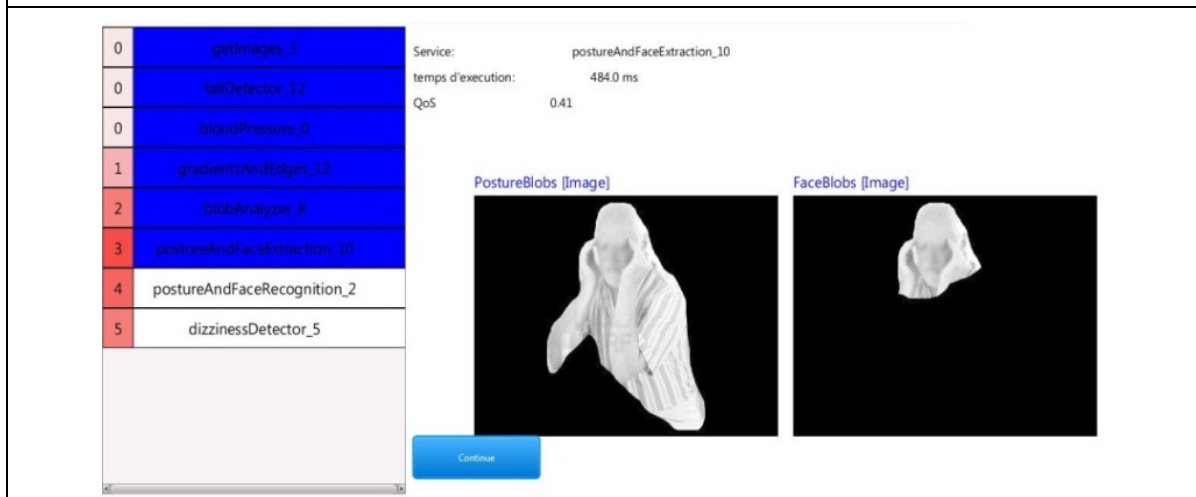 0 getImages_3
0 fallDetector_12
0 bloodPressure_0
1 gradientsAndEdges_12
2 blobAnalyzer_8
3 postureAndFaceExtraction_10
4 postureAndFaceRecognition_2
5 dizzinessDetector_5
Service: postureAndFaceExtraction_10
temps d'execution: 484.0 ms
QoS 0.41
PostureBlobs [Image]
FaceBlobs [Image]
Continue